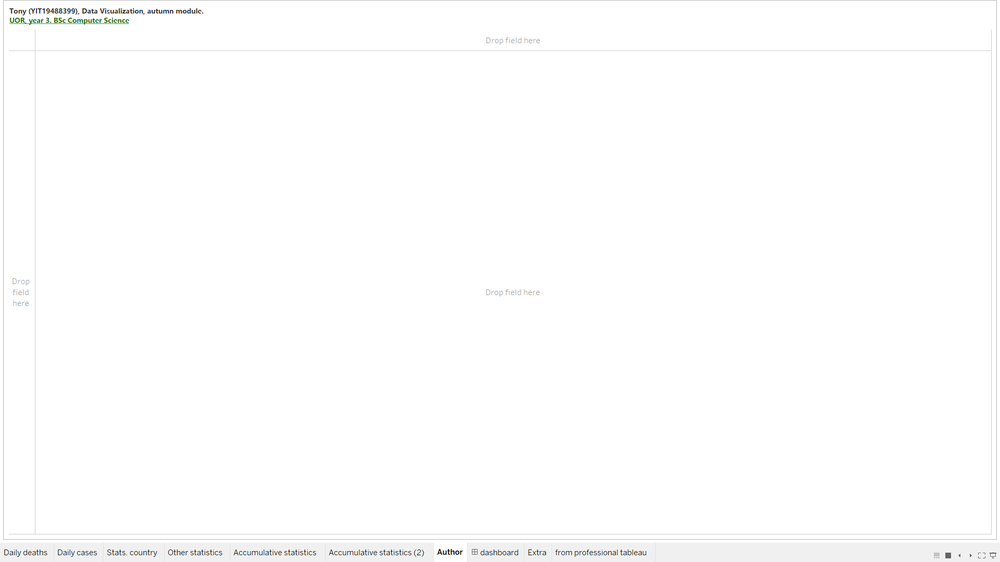 Tony (YIT19488399), Data Visualization, autumn module.
UOR, year 3. BSc Computer Science
Drop field here
Drop
field
here
Drop field here
Daily deaths
Daily cases
Stats. country
Other statistics
Accumulative statistics
Accumulative statistics (2)
Author
dashboard
Extra
from professional tableau